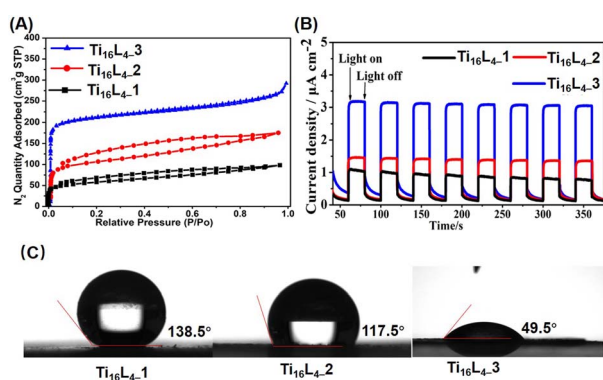 (A)
N2 Quantity Adsorbed (cm3g STP)
400
350
300
250
200
150
100
50
0
Ti16L4-3
Ti16L4-2
Ti16L4-1
0.0 0.2 0.4 0.6 0.8 1.0
Relative Pressure (P/Po)
(B)
Current density / μA cm-2
5
4
3
2
1
0
Ti16L4-1 Ti16L4-2
Ti16L4-3
Light on
Light off
50 100 150 200 250 300 350
Time/s
(C)
138.5°
117.5°
49.5°
Ti16L4-1
Ti16L4-2
Ti16L4-3